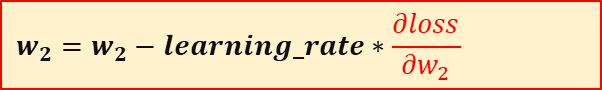 w₂ = w₂ − learning_rate * ∂loss/∂w₂